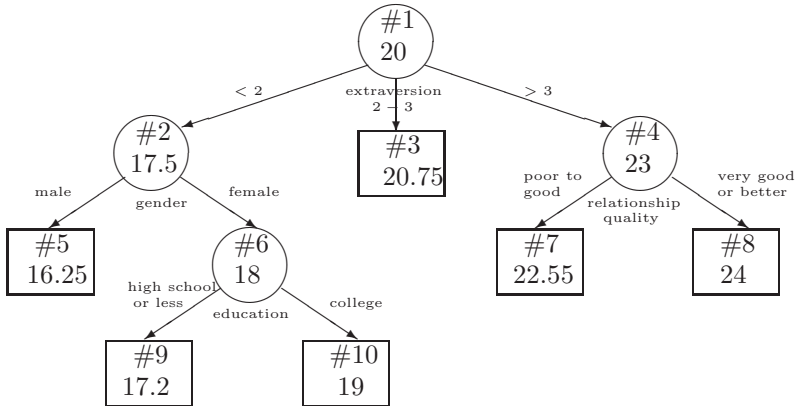 #1
20
< 2
extraversion
2 – 3
> 3
#2
17.5
#3
20.75
#4
23
male
gender
female
poor to
good
relationship
quality
very good
or better
#5
16.25
#6
18
#7
22.55
#8
24
high school
or less
education
college
#9
17.2
#10
19